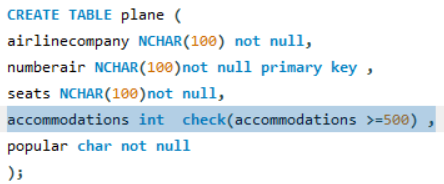 CREATE TABLE plane (
airlinecompany NCHAR(100) not null,
numberair NCHAR(100)not null primary key ,
seats NCHAR(100)not null,
accommodations int  check(accommodations >=500) ,
popular char not null
);